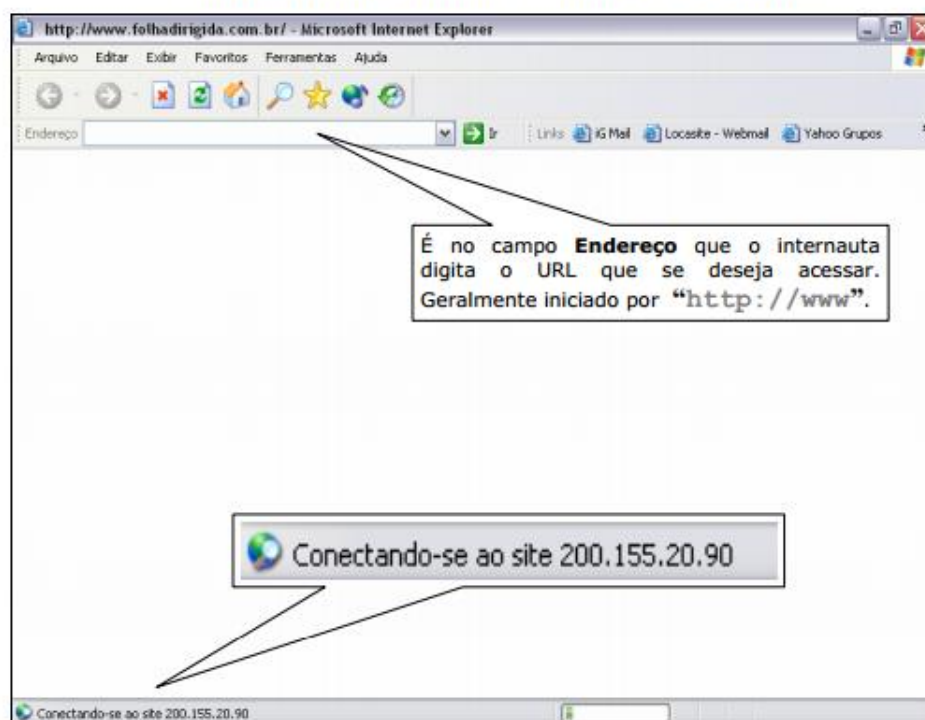 http://www.folhadirigida.com.br/ - Microsoft Internet Explorer
Arquivo Editar Exibir Favoritos Ferramentas Ajuda
Endereço Ir Links iG Mail Locasite - Webmail Yahoo Grupos
É no campo Endereço que o internauta
digita o URL que se deseja acessar.
Geralmente iniciado por “http://www”.
Conectando-se ao site 200.155.20.90
Conectando-se ao site 200.155.20.90